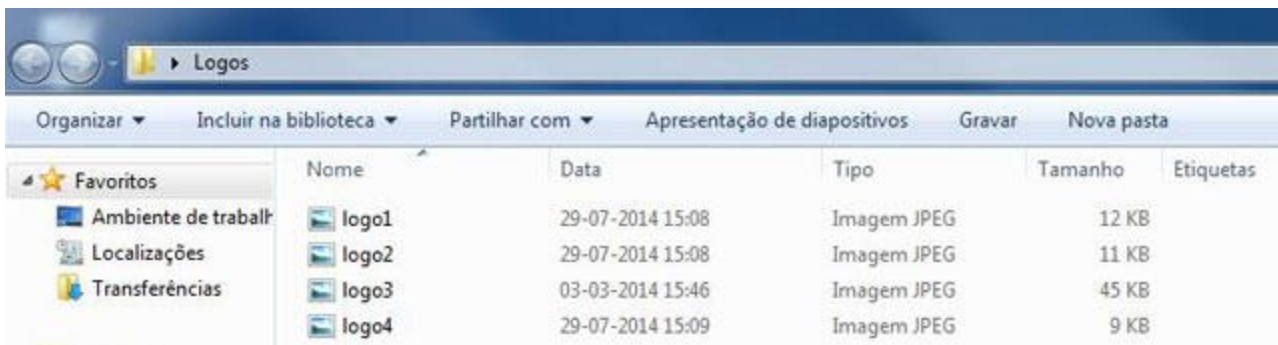 Logos
Organizar Incluir na biblioteca Partilhar com Apresentação de diapositivos Gravar Nova pasta
Favoritos
Ambiente de trabalh
Localizações
Transferências
Nome Data Tipo Tamanho Etiquetas
logo1 29-07-2014 15:08 Imagem JPEG 12 KB
logo2 29-07-2014 15:08 Imagem JPEG 11 KB
logo3 03-03-2014 15:46 Imagem JPEG 45 KB
logo4 29-07-2014 15:09 Imagem JPEG 9 KB